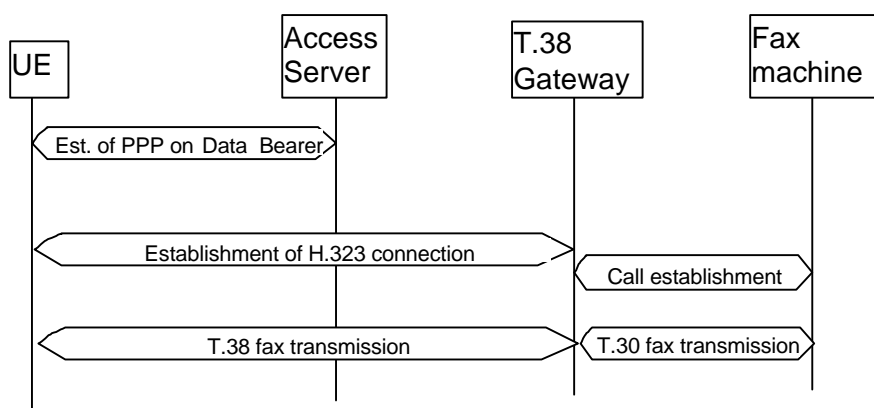 UE
Access
Server
T.38
Gateway
Fax
machine
Est. of PPP on Data Bearer
Establishment of H.323 connection
Call establishment
T.38 fax transmission
T.30 fax transmission